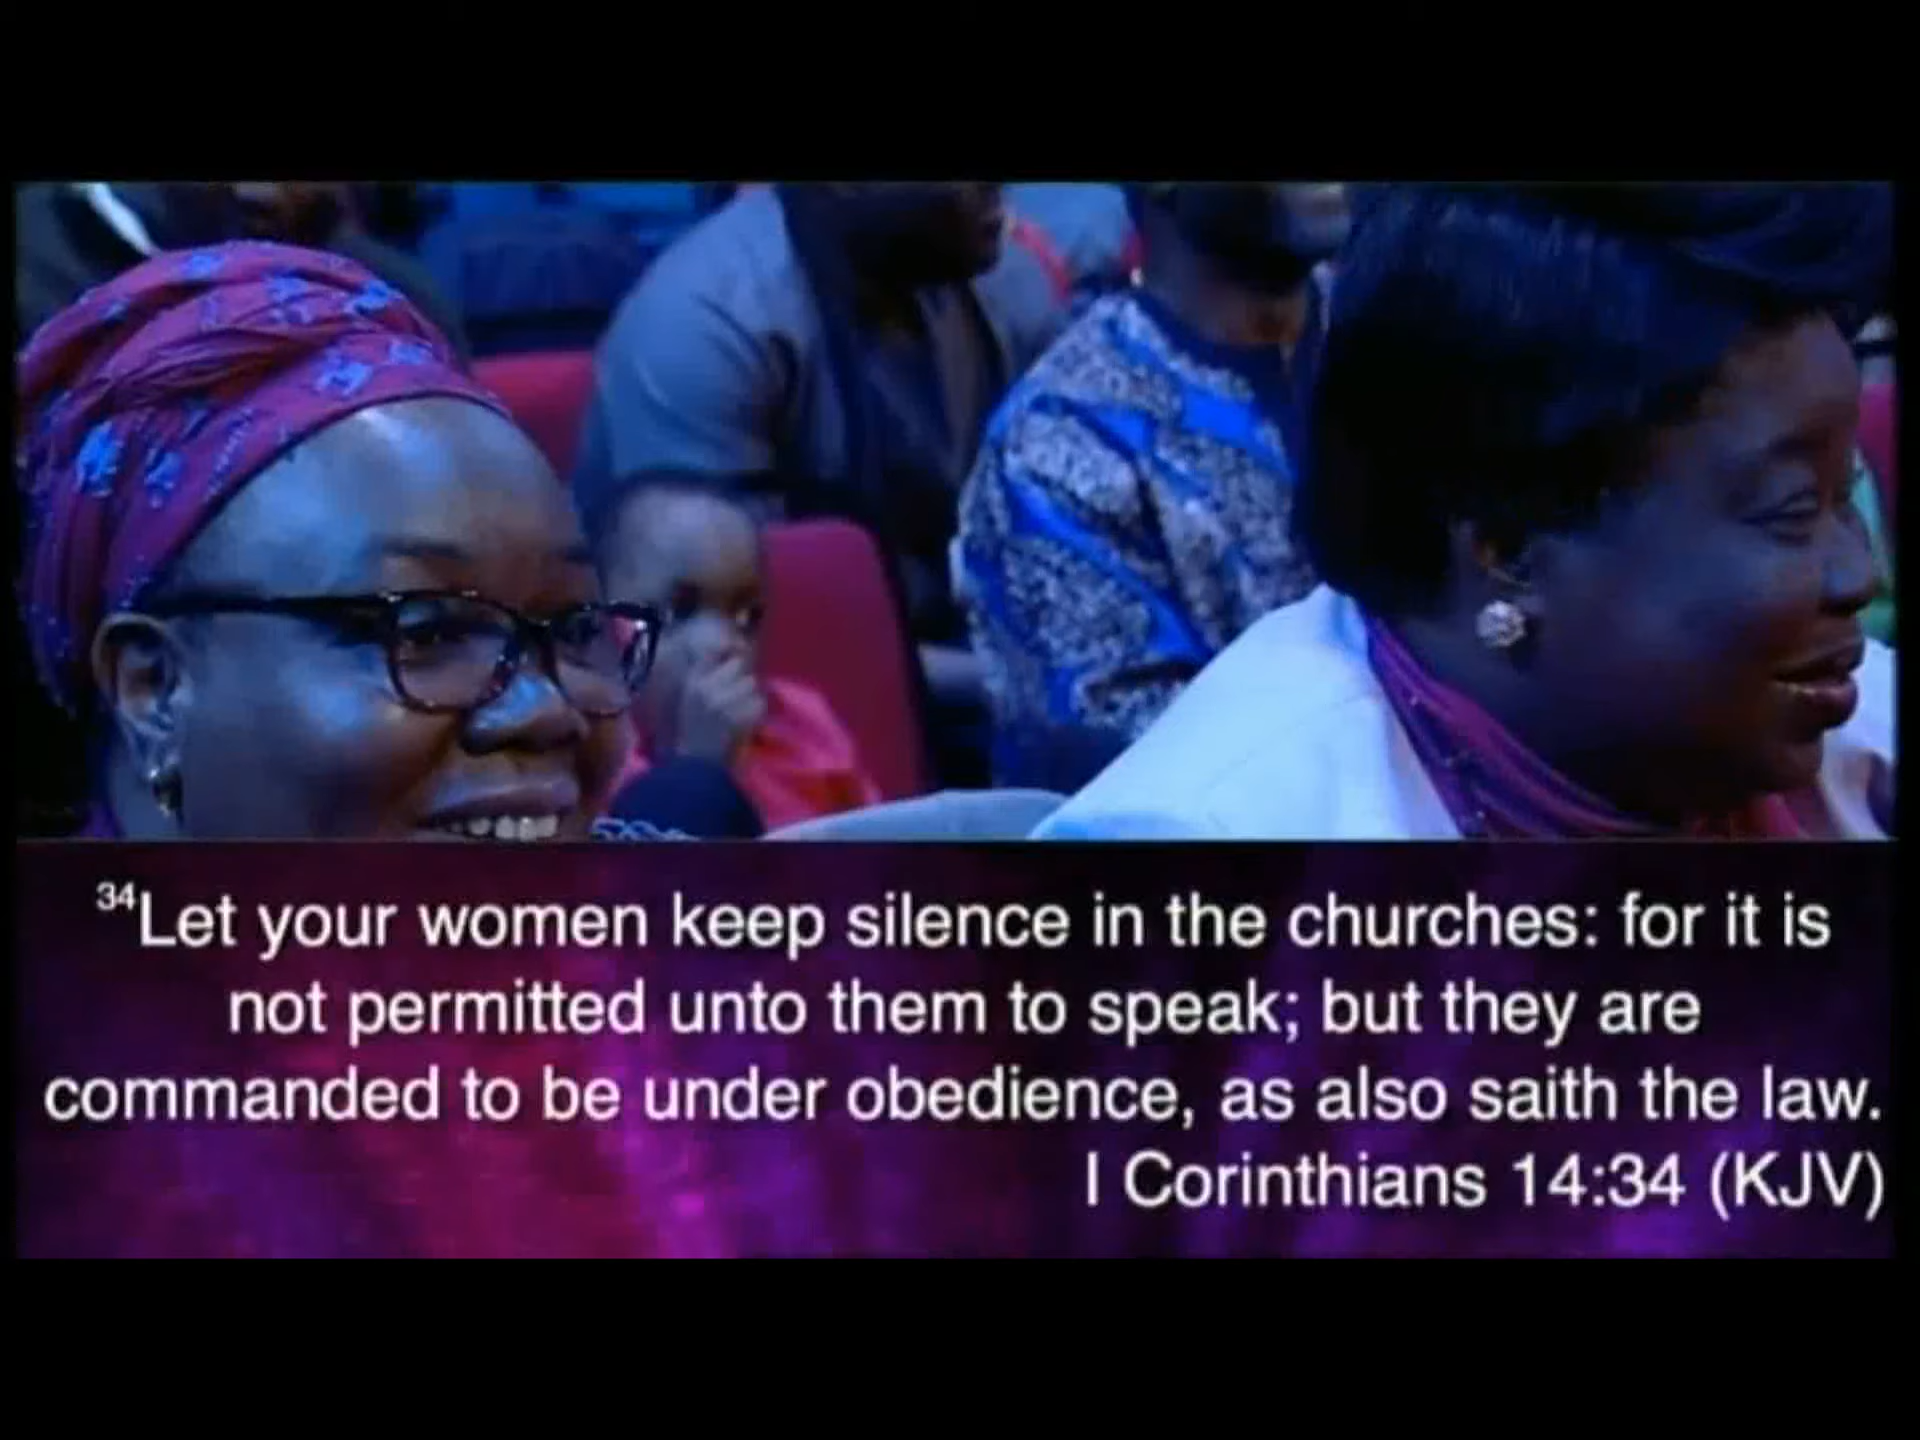 34Let your women keep silence in the churches: for it is
not permitted unto them to speak; but they are
commanded to be under obedience, as also saith the law.
I Corinthians 14:34 (KJV)